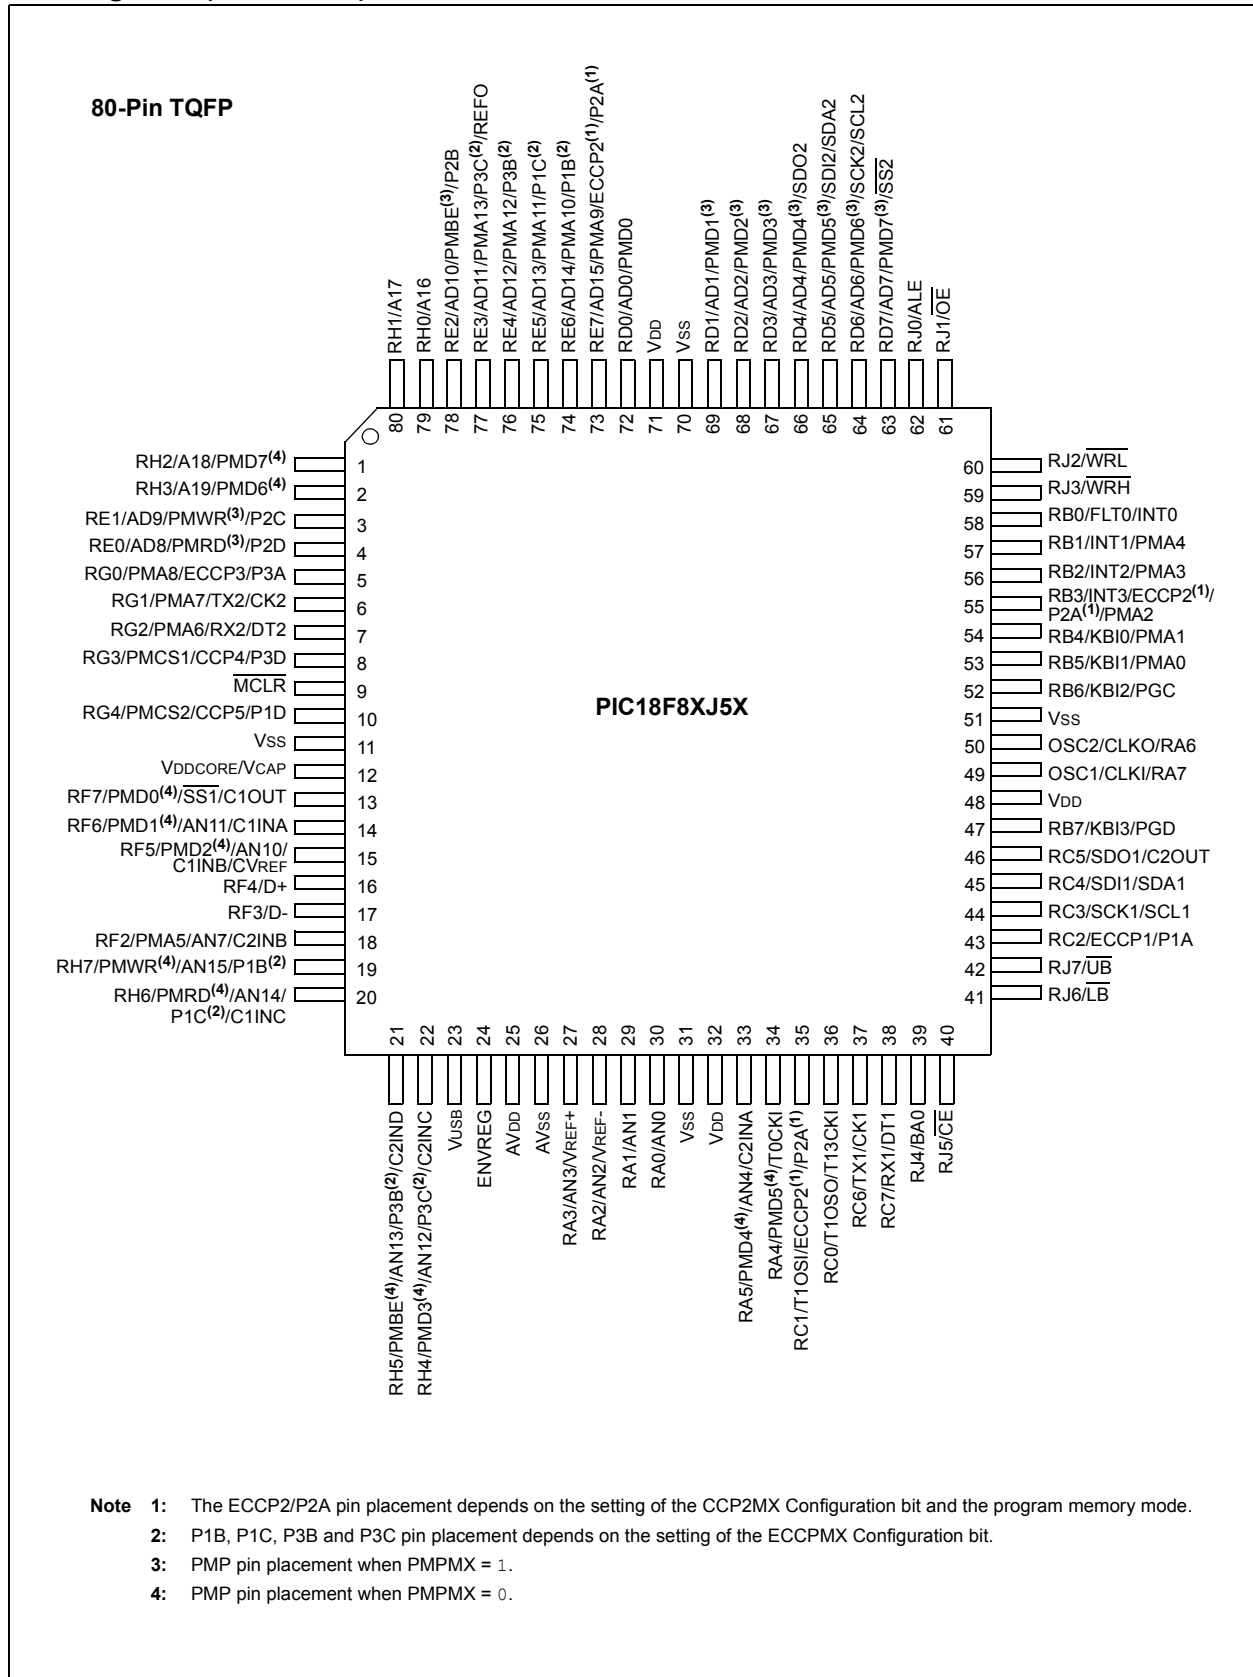 80-Pin TQFP
RH1/A17
RH0/A16
RE2/AD10/PMBE(3)/P2B
RE3/AD11/PMA13/P3C(2)/REFO
RE4/AD12/PMA12/P3B(2)
RE5/AD13/PMA11/P1C(2)
RE6/AD14/PMA10/P1B(2)
RE7/AD15/PMA9/ECCP2(1)/P2A(1)
RD0/AD0/PMD0
VDD
VSS
RD1/AD1/PMD1(3)
RD2/AD2/PMD2(3)
RD3/AD3/PMD3(3)
RD4/AD4/PMD4(3)/SDO2
RD5/AD5/PMD5(3)/SDI2/SDA2
RD6/AD6/PMD6(3)/SCK2/SCL2
RD7/AD7/PMD7(3)/SS2
RJ0/ALE
RJ1/OE
80 79 78 77 76 75 74 73 72 71 70 69 68 67 66 65 64 63 62 61
RH2/A18/PMD7(4) 1
RH3/A19/PMD6(4) 2
RE1/AD9/PMWR(3)/P2C 3
RE0/AD8/PMRD(3)/P2D 4
RG0/PMA8/ECCP3/P3A 5
RG1/PMA7/TX2/CK2 6
RG2/PMA6/RX2/DT2 7
RG3/PMCS1/CCP4/P3D 8
MCLR 9
RG4/PMCS2/CCP5/P1D 10
VSS 11
VDDCORE/VCAP 12
RF7/PMD0(4)/SS1/C1OUT 13
RF6/PMD1(4)/AN11/C1INA 14
RF5/PMD2(4)/AN10/
C1INB/CVREF 15
RF4/D+ 16
RF3/D- 17
RF2/PMA5/AN7/C2INB 18
RH7/PMWR(4)/AN15/P1B(2) 19
RH6/PMRD(4)/AN14/ 20
P1C(2)/C1INC
PIC18F8XJ5X
60 RJ2/WRL
59 RJ3/WRH
58 RB0/FLT0/INT0
57 RB1/INT1/PMA4
56 RB2/INT2/PMA3
55 RB3/INT3/ECCP2(1)/
P2A(1)/PMA2
54 RB4/KBI0/PMA1
53 RB5/KBI1/PMA0
52 RB6/KBI2/PGC
51 VSS
50 OSC2/CLKO/RA6
49 OSC1/CLKI/RA7
48 VDD
47 RB7/KBI3/PGD
46 RC5/SDO1/C2OUT
45 RC4/SDI1/SDA1
44 RC3/SCK1/SCL1
43 RC2/ECCP1/P1A
42 RJ7/UB
41 RJ6/LB
21 22 23 24 25 26 27 28 29 30 31 32 33 34 35 36 37 38 39 40
RH5/PMBE(4)/AN13/P3B(2)/C2IND
RH4/PMD3(4)/AN12/P3C(2)/C2INC
VUSB
ENVREG
AVDD
AVSS
RA3/AN3/VREF+
RA2/AN2/VREF-
RA1/AN1
RA0/AN0
VSS
VDD
RA5/PMD4(4)/AN4/C2INA
RA4/PMD5(4)/T0CKI
RC1/T1OSI/ECCP2(1)/P2A(1)
RC0/T1OSO/T13CKI
RC6/TX1/CK1
RC7/RX1/DT1
RJ4/BA0
RJ5/CE
Note 1: The ECCP2/P2A pin placement depends on the setting of the CCP2MX Configuration bit and the program memory mode.
2: P1B, P1C, P3B and P3C pin placement depends on the setting of the ECCPMX Configuration bit.
3: PMP pin placement when PMPMX = 1.
4: PMP pin placement when PMPMX = 0.